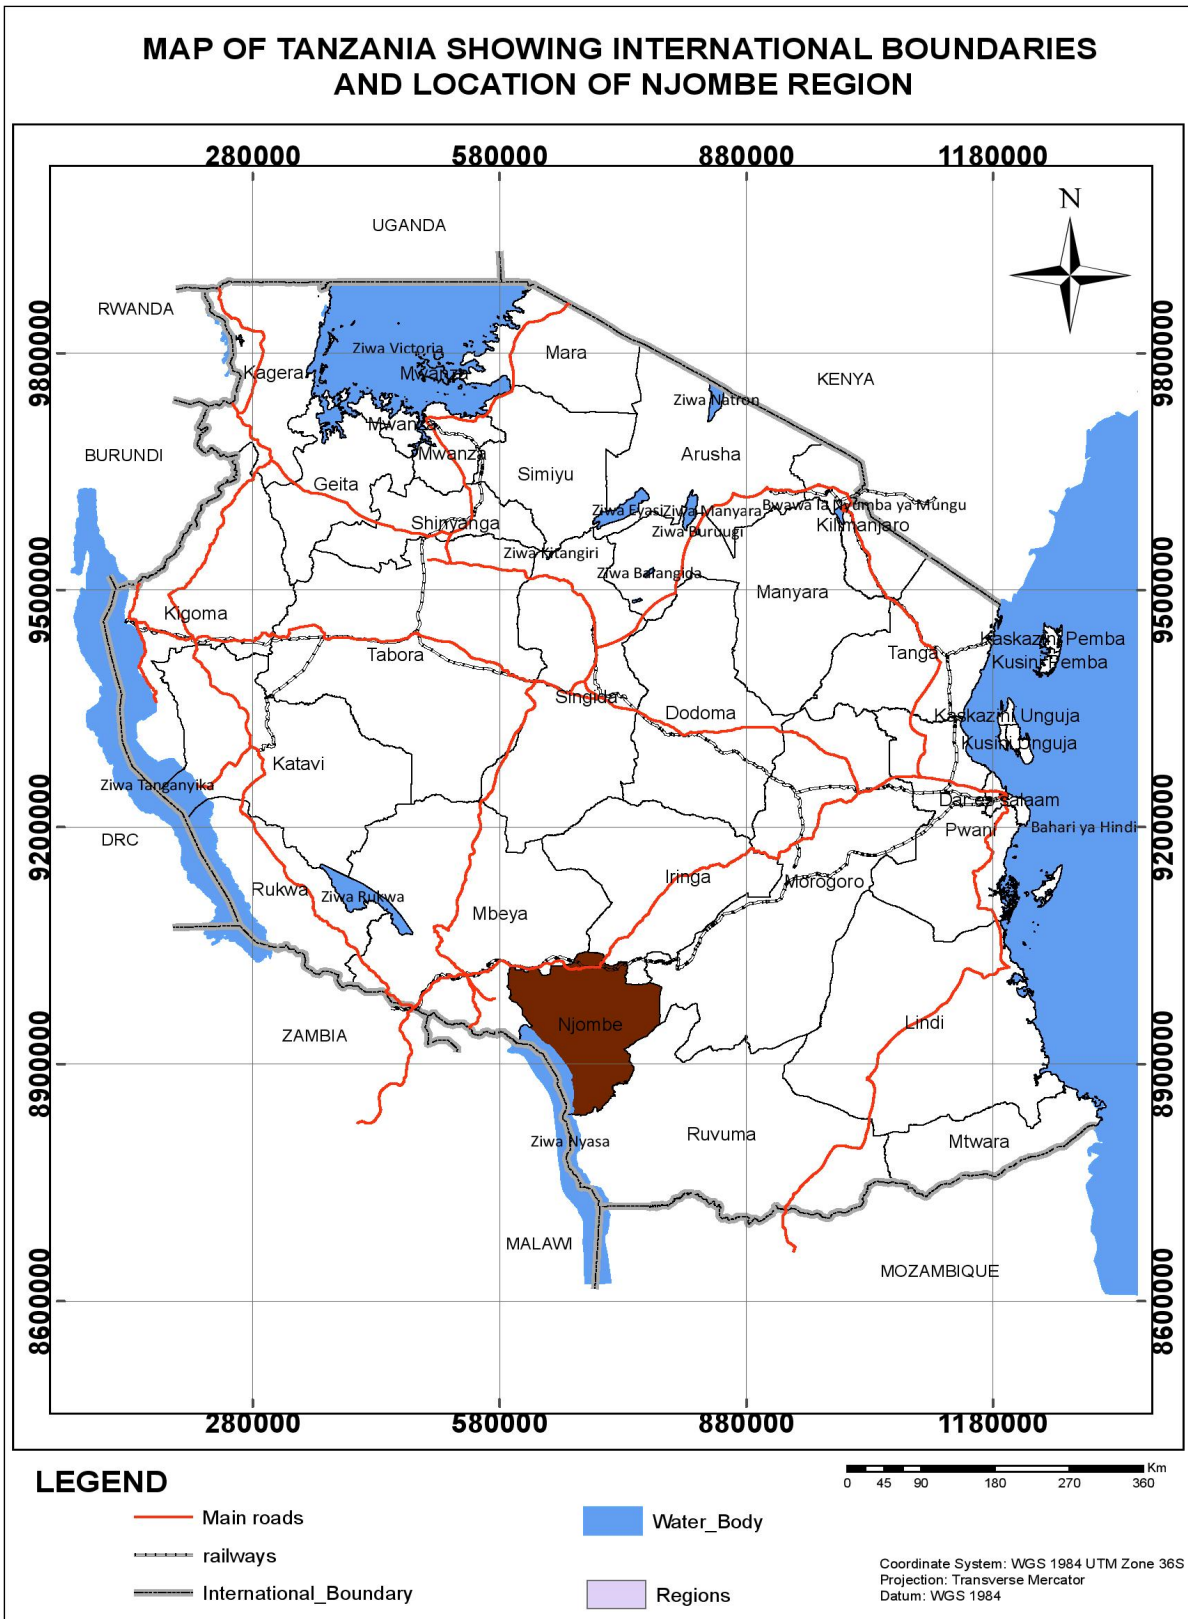 MAP OF TANZANIA SHOWING INTERNATIONAL BOUNDARIES
AND LOCATION OF NJOMBE REGION
280000 580000 880000 1180000
N
UGANDA
RWANDA
9800000 9800000
Ziwa Victoria
Mara
Kagera
Mwanza
KENYA
Ziwa Natron
Mwanza
BURUNDI
Mwanza
Arusha
Simiyu
Geita
Ziwa Eyasi
Ziwa Manyara
Bwawa la Nyumba ya Mungu
Shinyanga
Kilimanjaro
Ziwa Buruugi
Ziwa Kitangiri
Ziwa Balangida
9500000 9500000
Manyara
Kigoma
Kaskazini Pemba
Tabora
Tanga
Kusini Pemba
Singida
Dodoma
Kaskazini Unguja
Kusini Unguja
Katavi
Ziwa Tanganyika
Dar es salaam
9200000 9200000
Pwani
Bahari ya Hindi
DRC
Iringa
Morogoro
Rukwa
Ziwa Rukwa
Mbeya
Njombe
Lindi
ZAMBIA
8900000 8900000
Ruvuma
Ziwa Nyasa
Mtwara
MALAWI
MOZAMBIQUE
8600000 8600000
280000 580000 880000 1180000
LEGEND
Km
0 45 90 180 270 360
Main roads
Water_Body
railways
International_Boundary
Regions
Coordinate System: WGS 1984 UTM Zone 36S
Projection: Transverse Mercator
Datum: WGS 1984